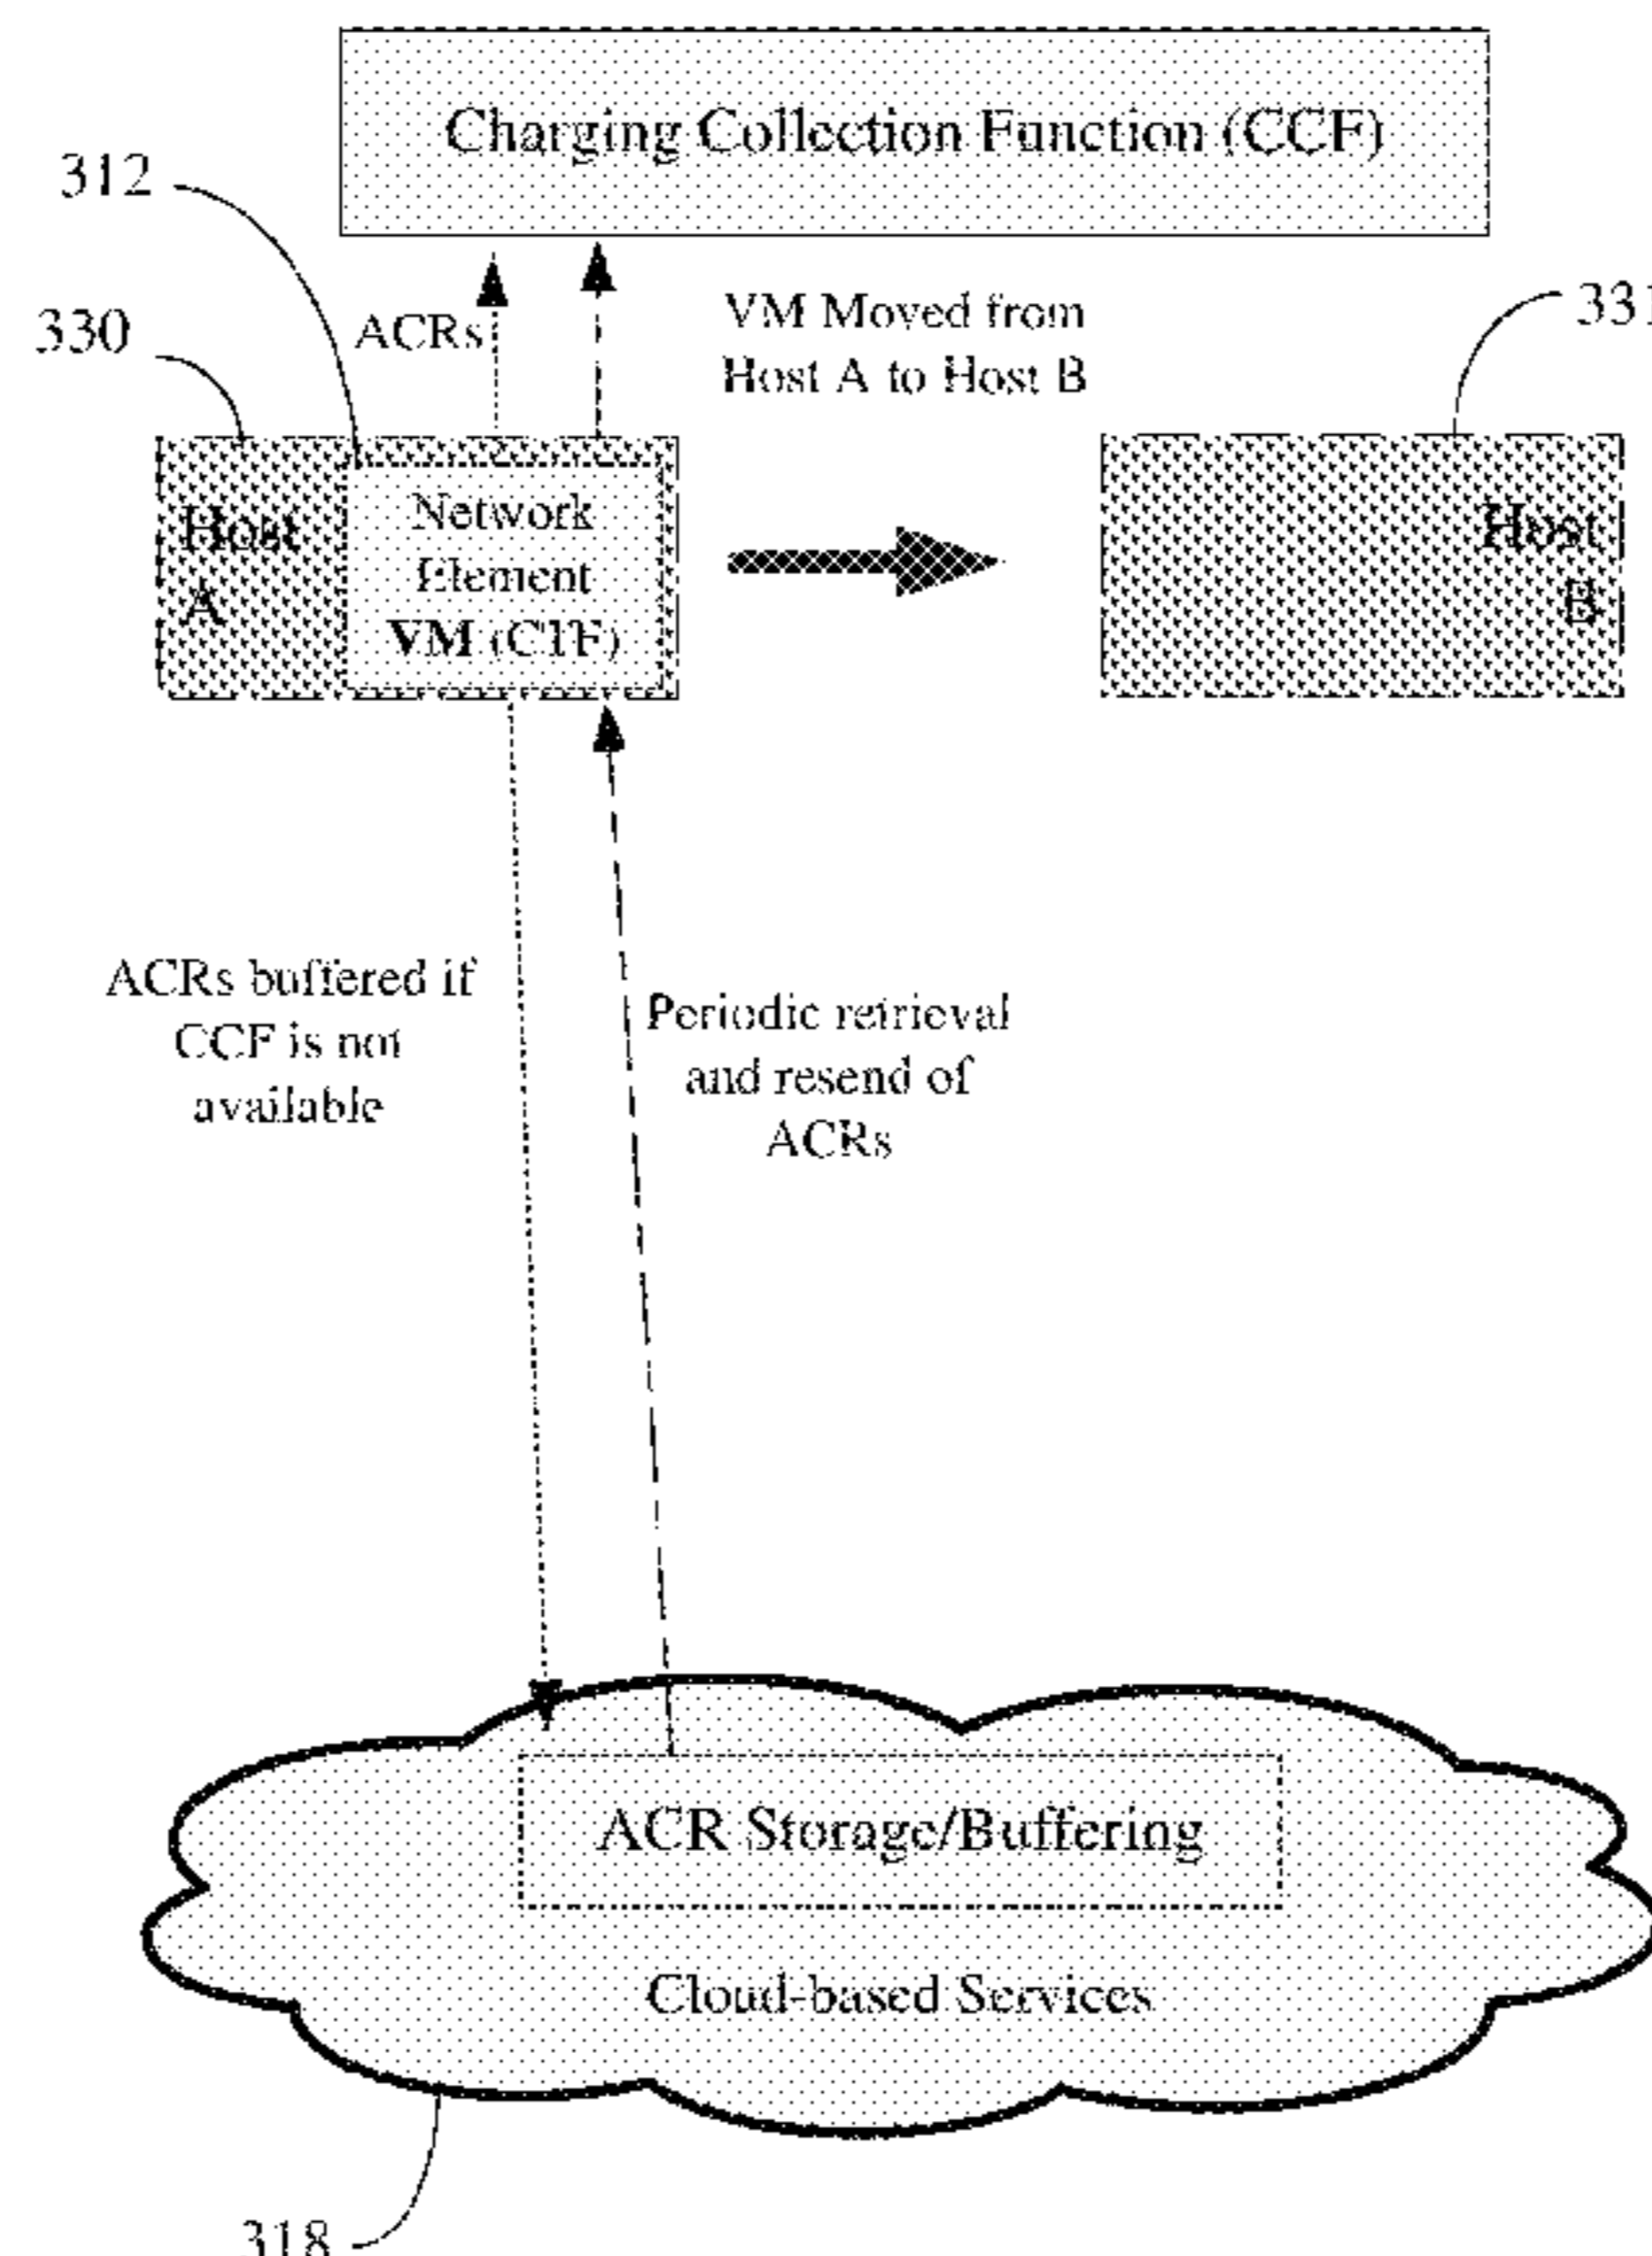 Charging Collection Function (CCF)
312
330
ACRs
VM Moved from
Host A to Host B
331
Host
A
Network
Element
VM (CTF)
Host
B
ACRs buffered if
CCF is not
available
Periodic retrieval
and resend of
ACRs
ACR Storage/Buffering
Cloud-based Services
318